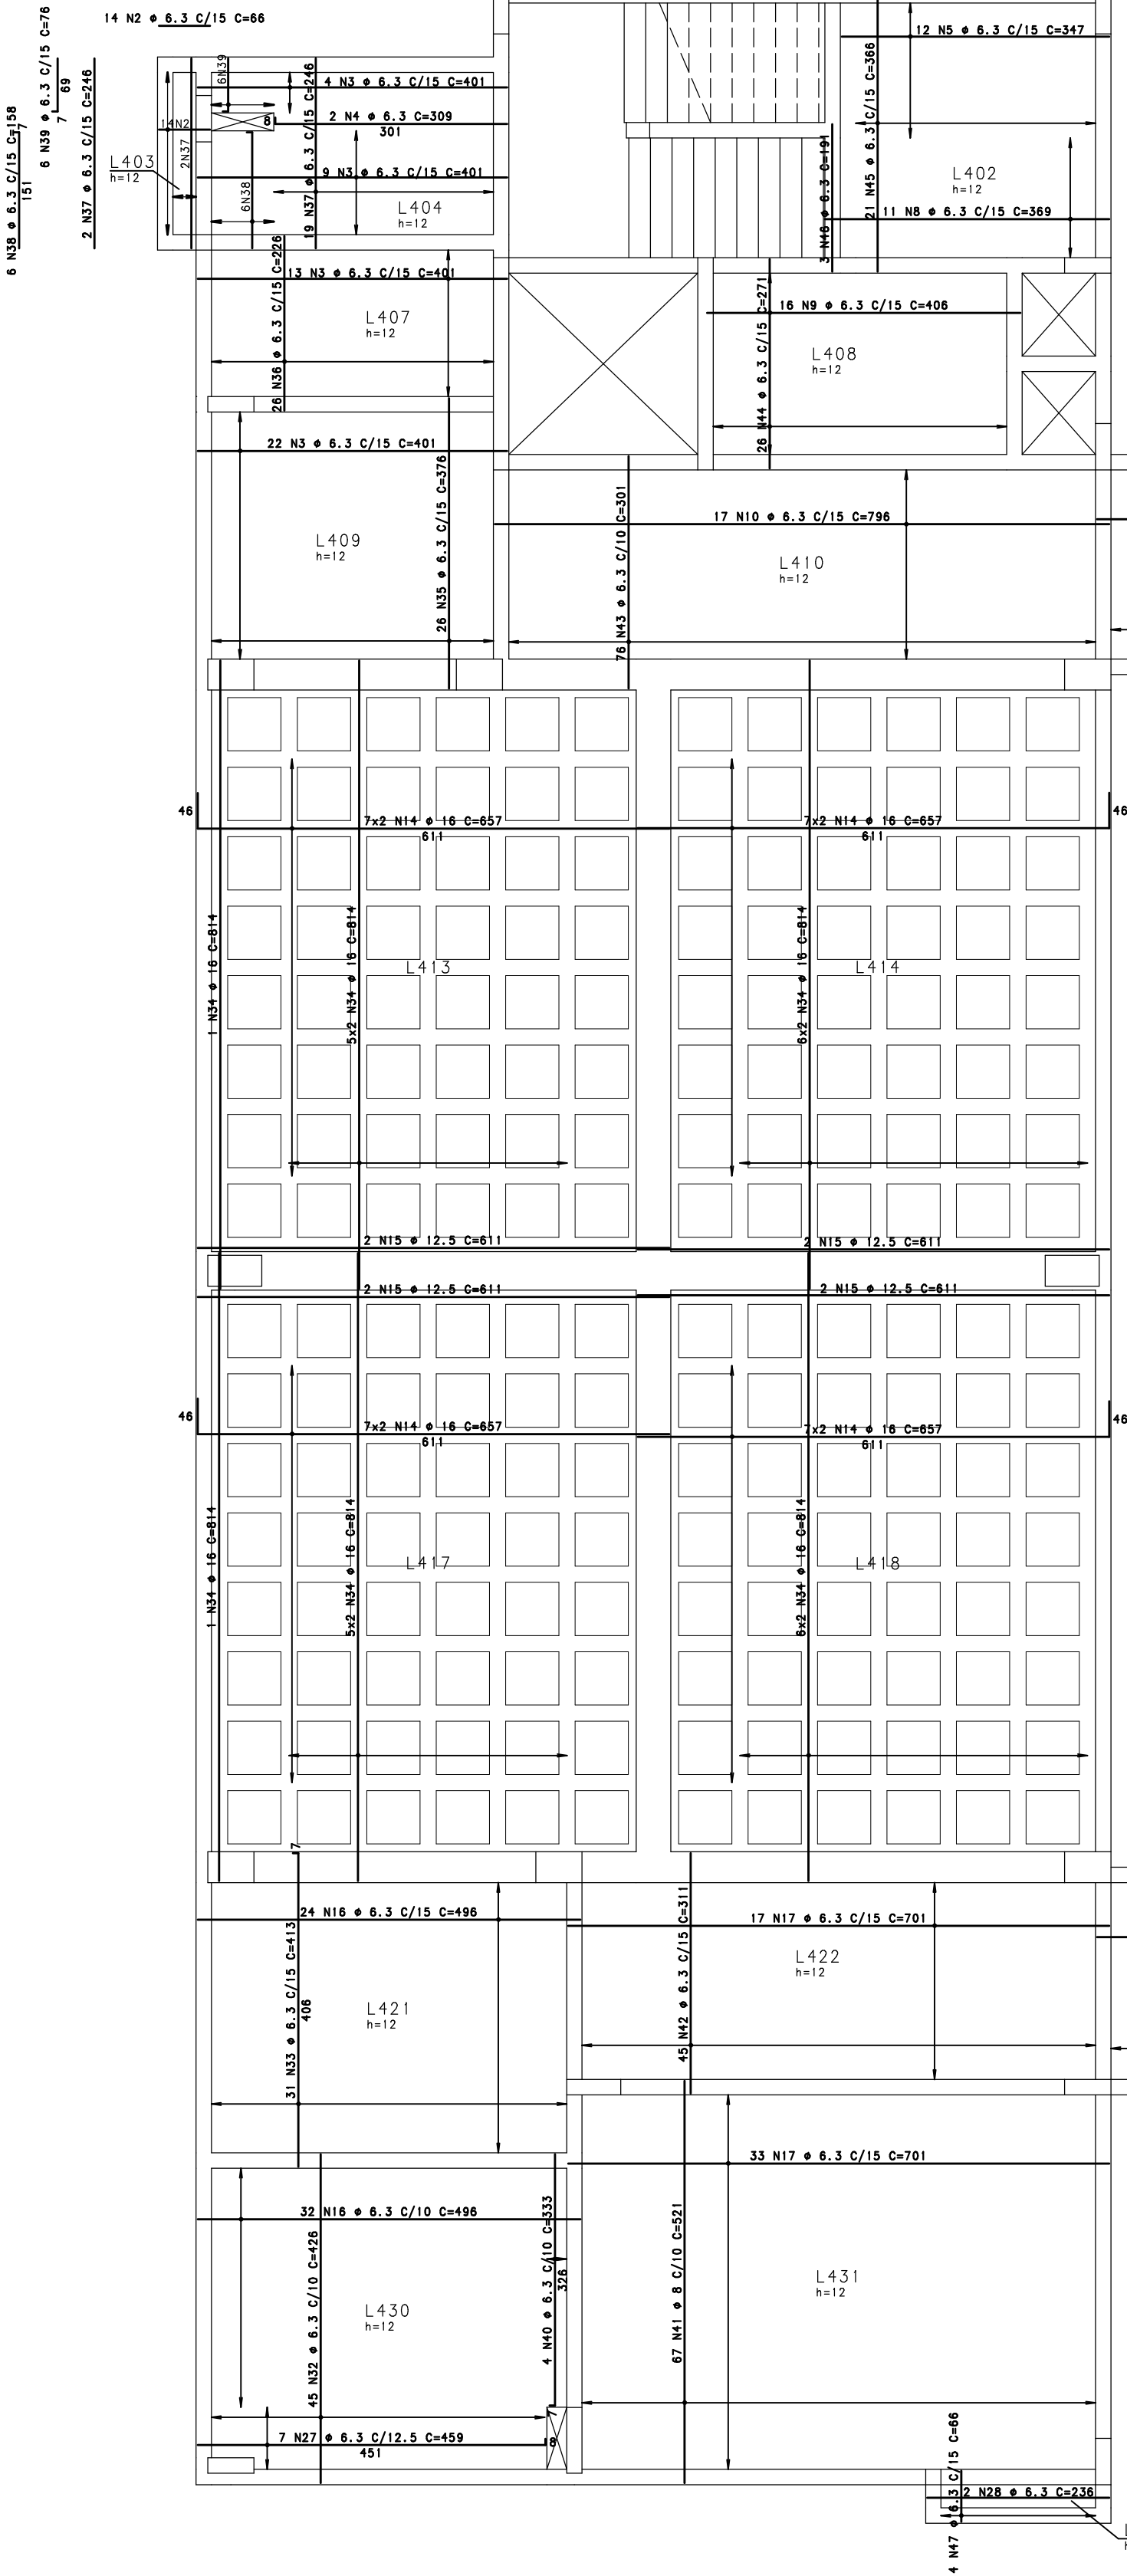 14 N2  φ 6.3 C/15 C=66
6 N39 φ 6.3 C/15 C=76
69
7
2 N37 φ 6.3 C/15 C=246
6 N38 φ 6.3 C/15 C=158
7
151
12 N5 φ 6.3 C/15 C=347
6N39
4 N3 φ 6.3 C/15 C=401
2 N4 φ 6.3 C=309
8
301
14N2
2N37
L403
h=12
9 N3 φ 6.3 C/15 C=401
6N38
19 N37 φ 6.3 C/15 C=246
L404
h=12
21 N45 φ 6.3 C/15 C=366
L402
h=12
3 N46 φ 6.3 C=191
11 N8 φ 6.3 C/15 C=369
13 N3 φ 6.3 C/15 C=401
26 N36 φ 6.3 C/15 C=226
L407
h=12
16 N9 φ 6.3 C/15 C=406
26 N44 φ 6.3 C/15 C=271
L408
h=12
22 N3 φ 6.3 C/15 C=401
26 N35 φ 6.3 C/15 C=376
L409
h=12
17 N10 φ 6.3 C/15 C=796
76 N43 φ 6.3 C/10 C=301
L410
h=12
46
7x2 N14 φ 16 C=657
611
7x2 N14 φ 16 C=657
611
46
1 N34 φ 16 C=814
5x2 N34 φ 16 C=814
6x2 N34 φ 16 C=814
L413
L414
2 N15 φ 12.5 C=611
2 N15 φ 12.5 C=611
2 N15 φ 12.5 C=611
2 N15 φ 12.5 C=611
46
7x2 N14 φ 16 C=657
611
7x2 N14 φ 16 C=657
611
46
1 N34 φ 16 C=814
5x2 N34 φ 16 C=814
6x2 N34 φ 16 C=814
L417
L418
7
24 N16 φ 6.3 C/15 C=496
17 N17 φ 6.3 C/15 C=701
31 N33 φ 6.3 C/15 C=413
406
45 N42 φ 6.3 C/15 C=311
L422
h=12
L421
h=12
33 N17 φ 6.3 C/15 C=701
32 N16 φ 6.3 C/10 C=496
45 N32 φ 6.3 C/10 C=426
4 N40 φ 6.3 C/10 C=333
326
7
67 N41 φ 8 C/10 C=521
L431
h=12
L430
h=12
7 N27 φ 6.3 C/12.5 C=459
8
451
4 N47 φ 6.3 C/15 C=66
2 N28 φ 6.3 C=236
L
h